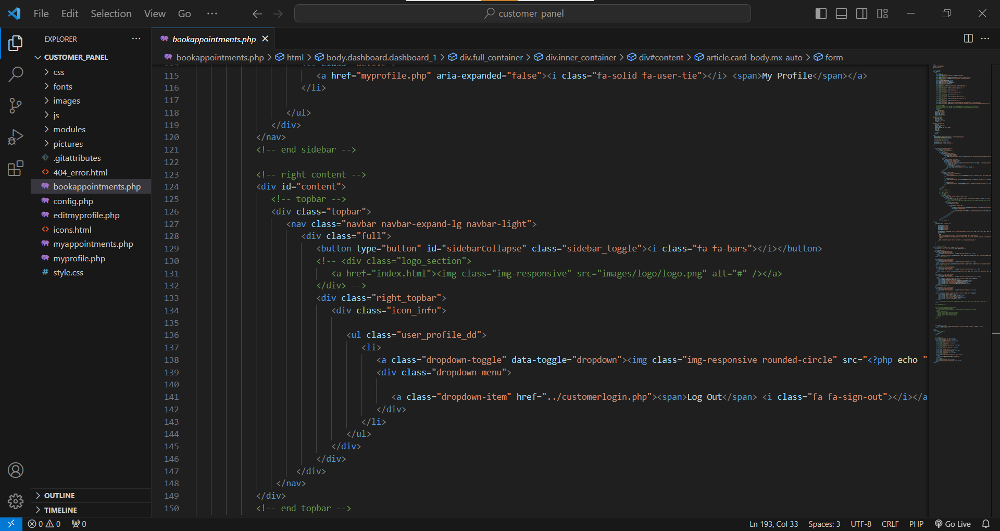 File Edit Selection View Go ··· customer_panel
EXPLORER ···
CUSTOMER_PANEL
css
fonts
images
js
modules
pictures
.gitattributes
404_error.html
bookappointments.php
config.php
editmyprofile.php
icons.html
myappointments.php
myprofile.php
style.css
OUTLINE
TIMELINE
bookappointments.php
bookappointments.php > html > body.dashboard.dashboard_1 > div.full_container > div.inner_container > div#content > article.card-body.mx-auto > form
115 <a href="myprofile.php" aria-expanded="false"><i class="fa-solid fa-user-tie"></i> <span>My Profile</span></a>
116 </li>
117
118 </ul>
119 </div>
120 </nav>
121 <!-- end sidebar -->
122
123 <!-- right content -->
124 <div id="content">
125 <!-- topbar -->
126 <div class="topbar">
127 <nav class="navbar navbar-expand-lg navbar-light">
128 <div class="full">
129 <button type="button" id="sidebarCollapse" class="sidebar_toggle"><i class="fa fa-bars"></i></button>
130 <!-- <div class="logo_section">
131 <a href="index.html"><img class="img-responsive" src="images/logo/logo.png" alt="#" /></a>
132 </div> -->
133 <div class="right_topbar">
134 <div class="icon_info">
135
136 <ul class="user_profile_dd">
137 <li>
138 <a class="dropdown-toggle" data-toggle="dropdown"><img class="img-responsive rounded-circle" src="<?php echo "
139 <div class="dropdown-menu">
140
141 <a class="dropdown-item" href="../customerlogin.php"><span>Log Out</span> <i class="fa fa-sign-out"></i></a
142 </div>
143 </li>
144 </ul>
145 </div>
146 </div>
147 </div>
148 </nav>
149 </div>
150 <!-- end topbar -->
0 0 0 Ln 193, Col 33 Spaces: 3 UTF-8 CRLF PHP Go Live